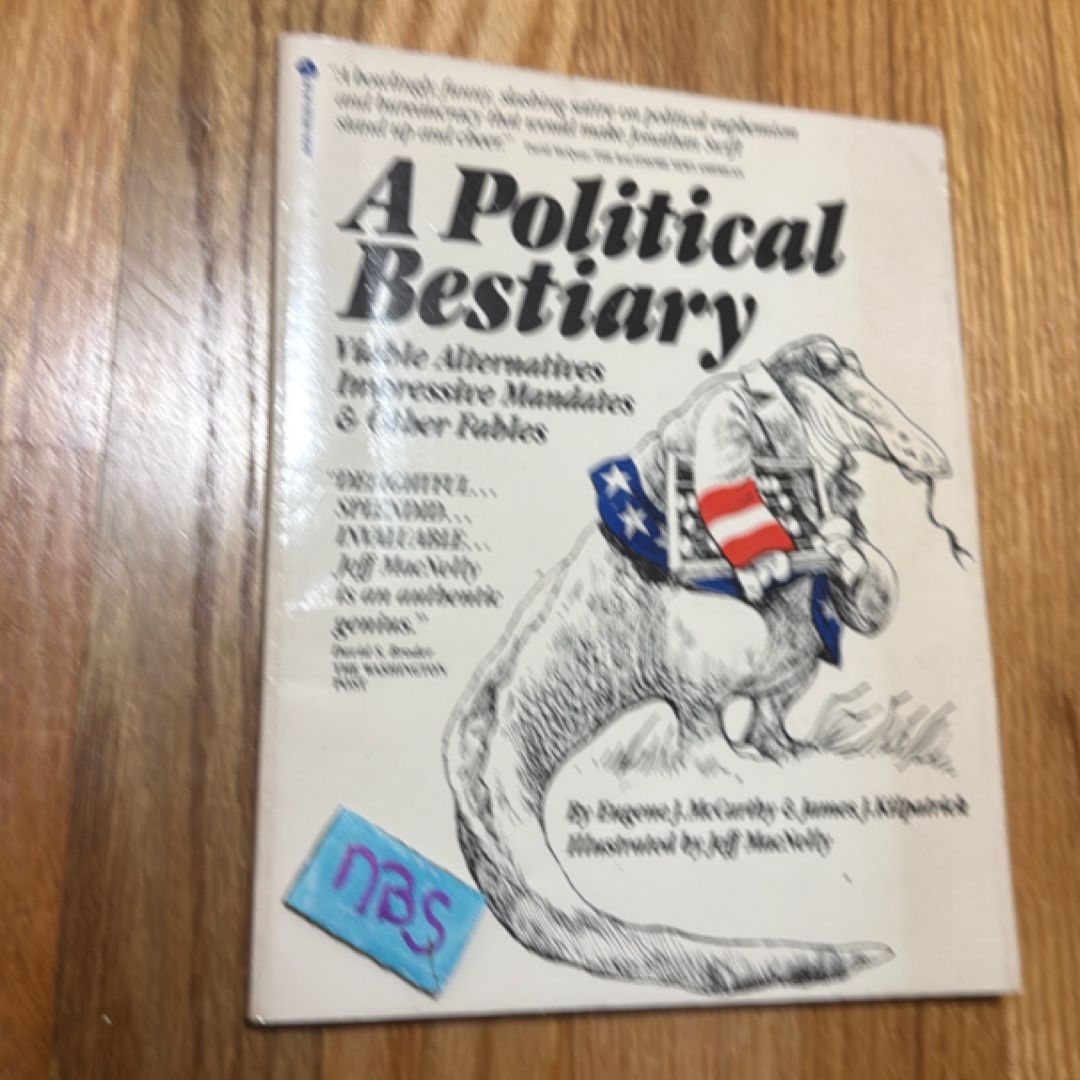 "A bowlingly, funny, slashing satire on political euphemism
and bureaucracy that would make Jonathan Swift
stand up and cheer."
A Political
Bestiary
Viable Alternatives
Impressive Mandates
& Other Fables
"DELIGHTFUL...
SPLENDID...
INVALUABLE...
Jeff MacNelly
is an authentic
genius."
David S. Broder
THE WASHINGTON
POST
By Eugene J. McCarthy & James J. Kilpatrick
Illustrated by Jeff MacNelly
nBS